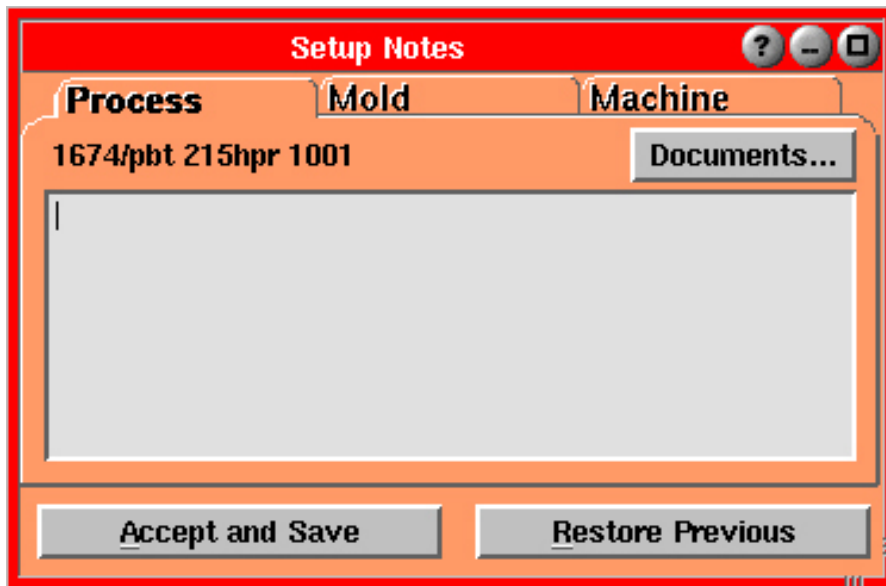 Setup Notes ? –
Process Mold Machine
1674/pbt 215hpr 1001 Documents...
Accept and Save Restore Previous